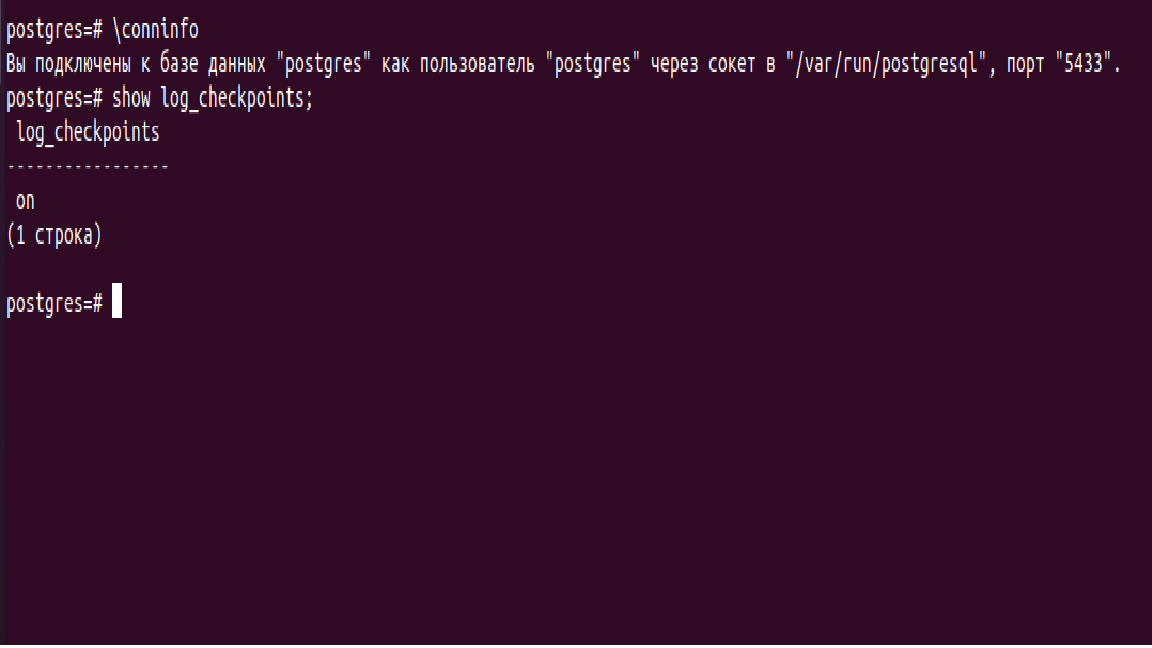 postgres=# \conninfo
Вы подключены к базе данных "postgres" как пользователь "postgres" через сокет в "/var/run/postgresql", порт "5433".
postgres=# show log_checkpoints;
 log_checkpoints
-----------------
 on
(1 строка)
postgres=#